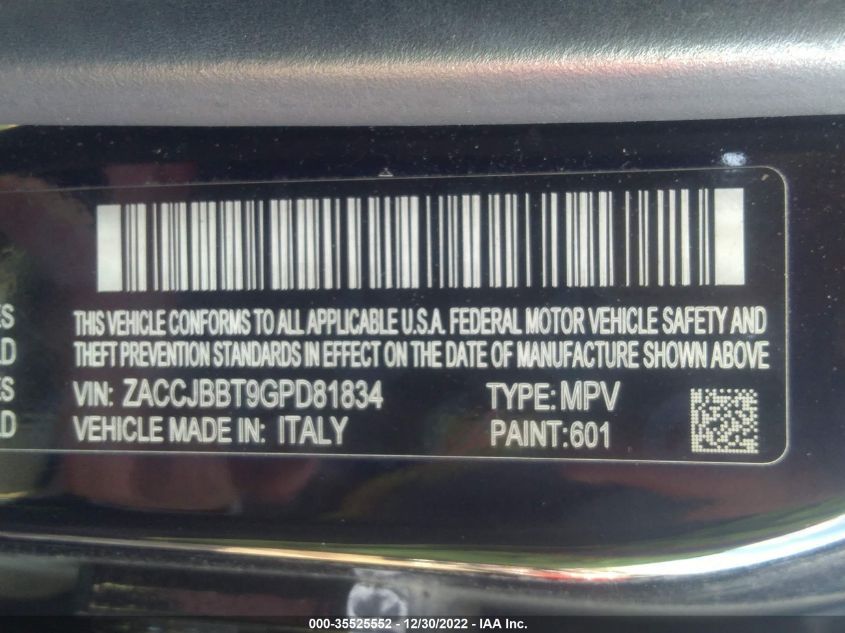 THIS VEHICLE CONFORMS TO ALL APPLICABLE U.S.A. FEDERAL MOTOR VEHICLE SAFETY AND
THEFT PREVENTION STANDARDS IN EFFECT ON THE DATE OF MANUFACTURE SHOWN ABOVE
VIN: ZACCJBBT9GPD81834 TYPE: MPV
VEHICLE MADE IN: ITALY PAINT:601
000-35525552 - 12/30/2022 - IAA Inc.